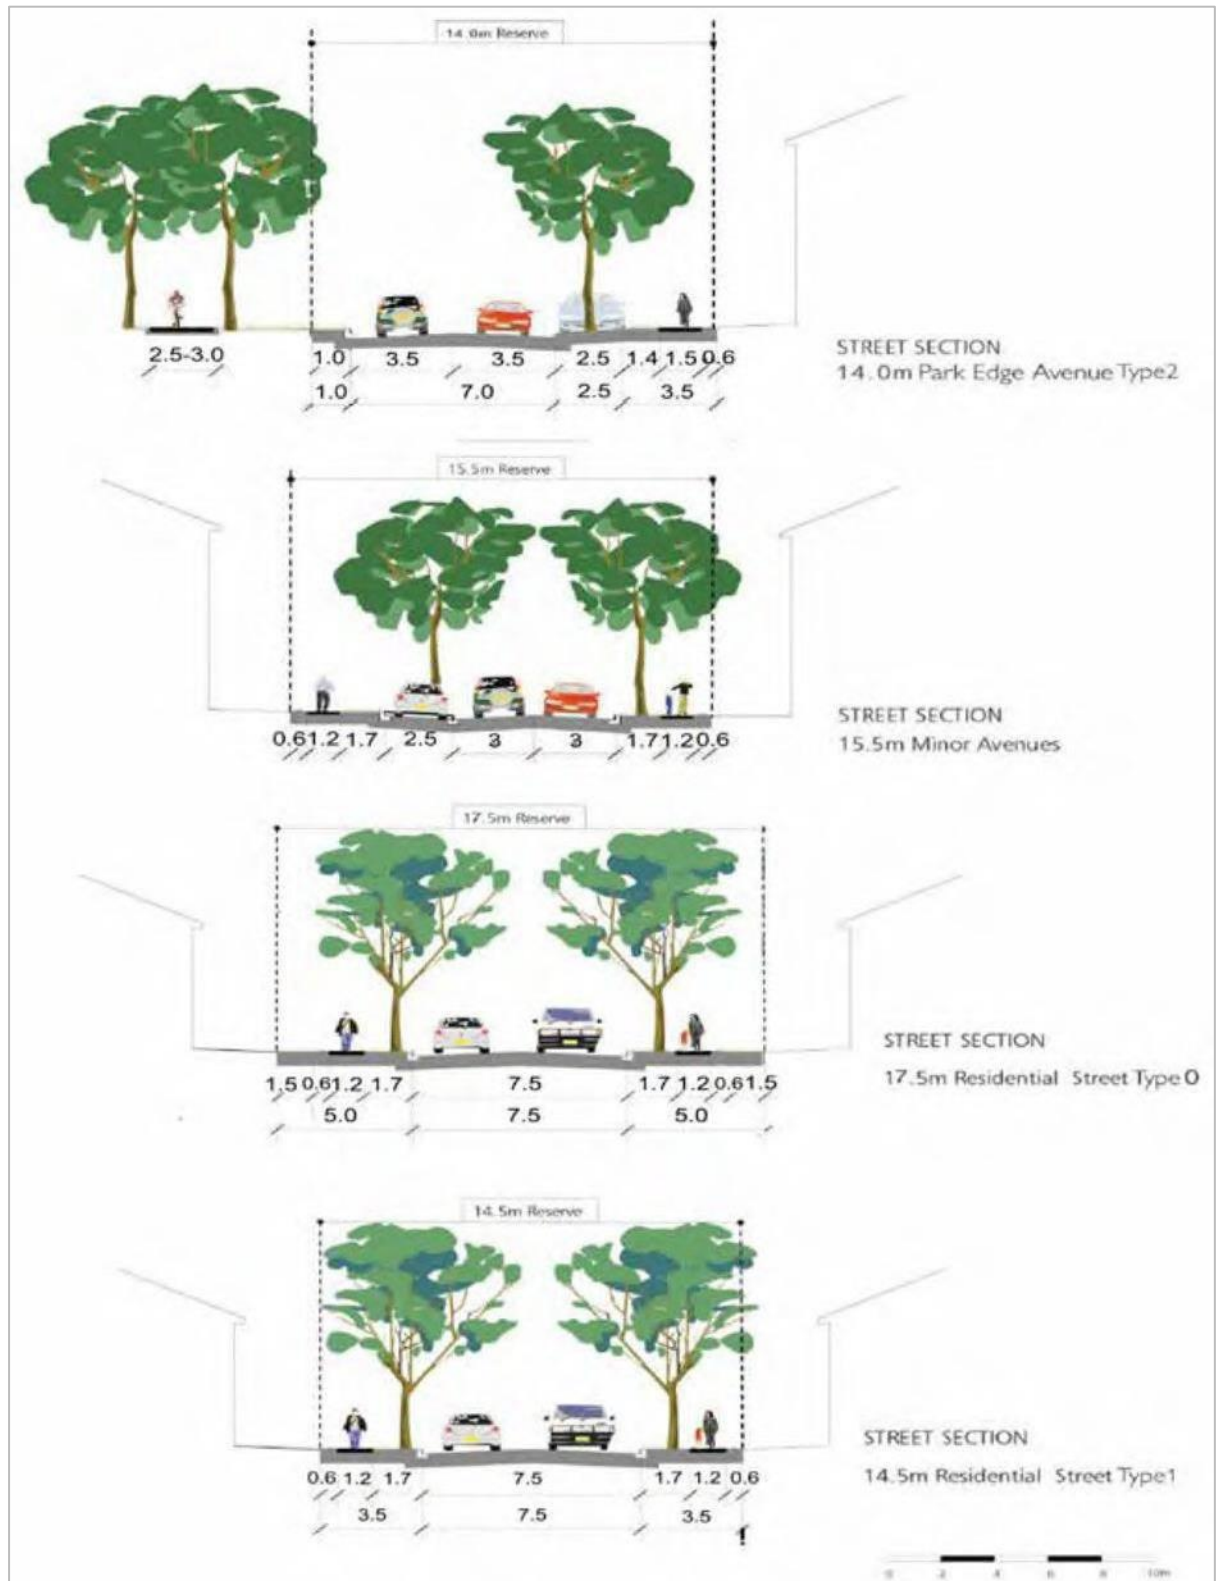 14.0m Reserve
2.5-3.0
1.0 3.5 3.5 2.5 1.4 1.5 0.6
1.0 7.0 2.5 3.5
STREET SECTION
14.0m Park Edge Avenue Type2
15.5m Reserve
0.6 1.2 1.7 2.5 3 3 1.7 1.2 0.6
STREET SECTION
15.5m Minor Avenues
17.5m Reserve
1.5 0.6 1.2 1.7 7.5 1.7 1.2 0.6 1.5
5.0 7.5 5.0
STREET SECTION
17.5m Residential Street Type0
14.5m Reserve
0.6 1.2 1.7 7.5 1.7 1.2 0.6
3.5 7.5 3.5
STREET SECTION
14.5m Residential Street Type1
0 2 4 6 8 10m